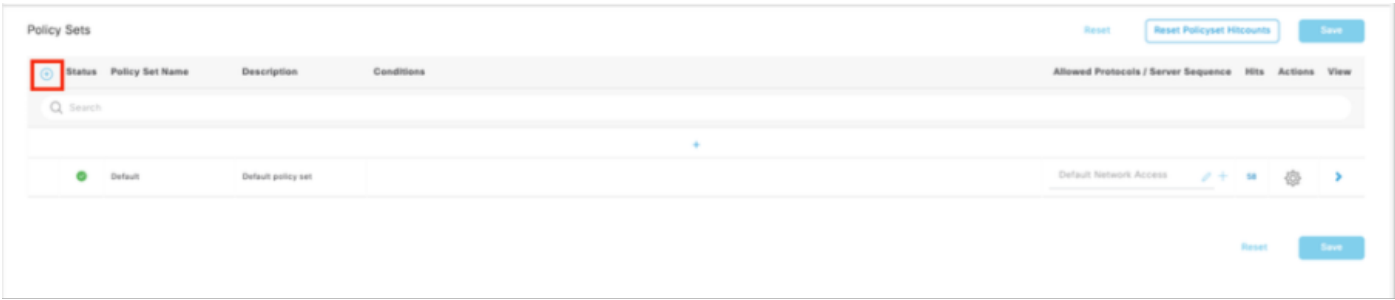 Policy Sets
Reset Reset Policyset Hitcounts Save
Status Policy Set Name Description Conditions Allowed Protocols / Server Sequence Hits Actions View
Search
+
Default Default policy set Default Network Access + 58
Reset Save